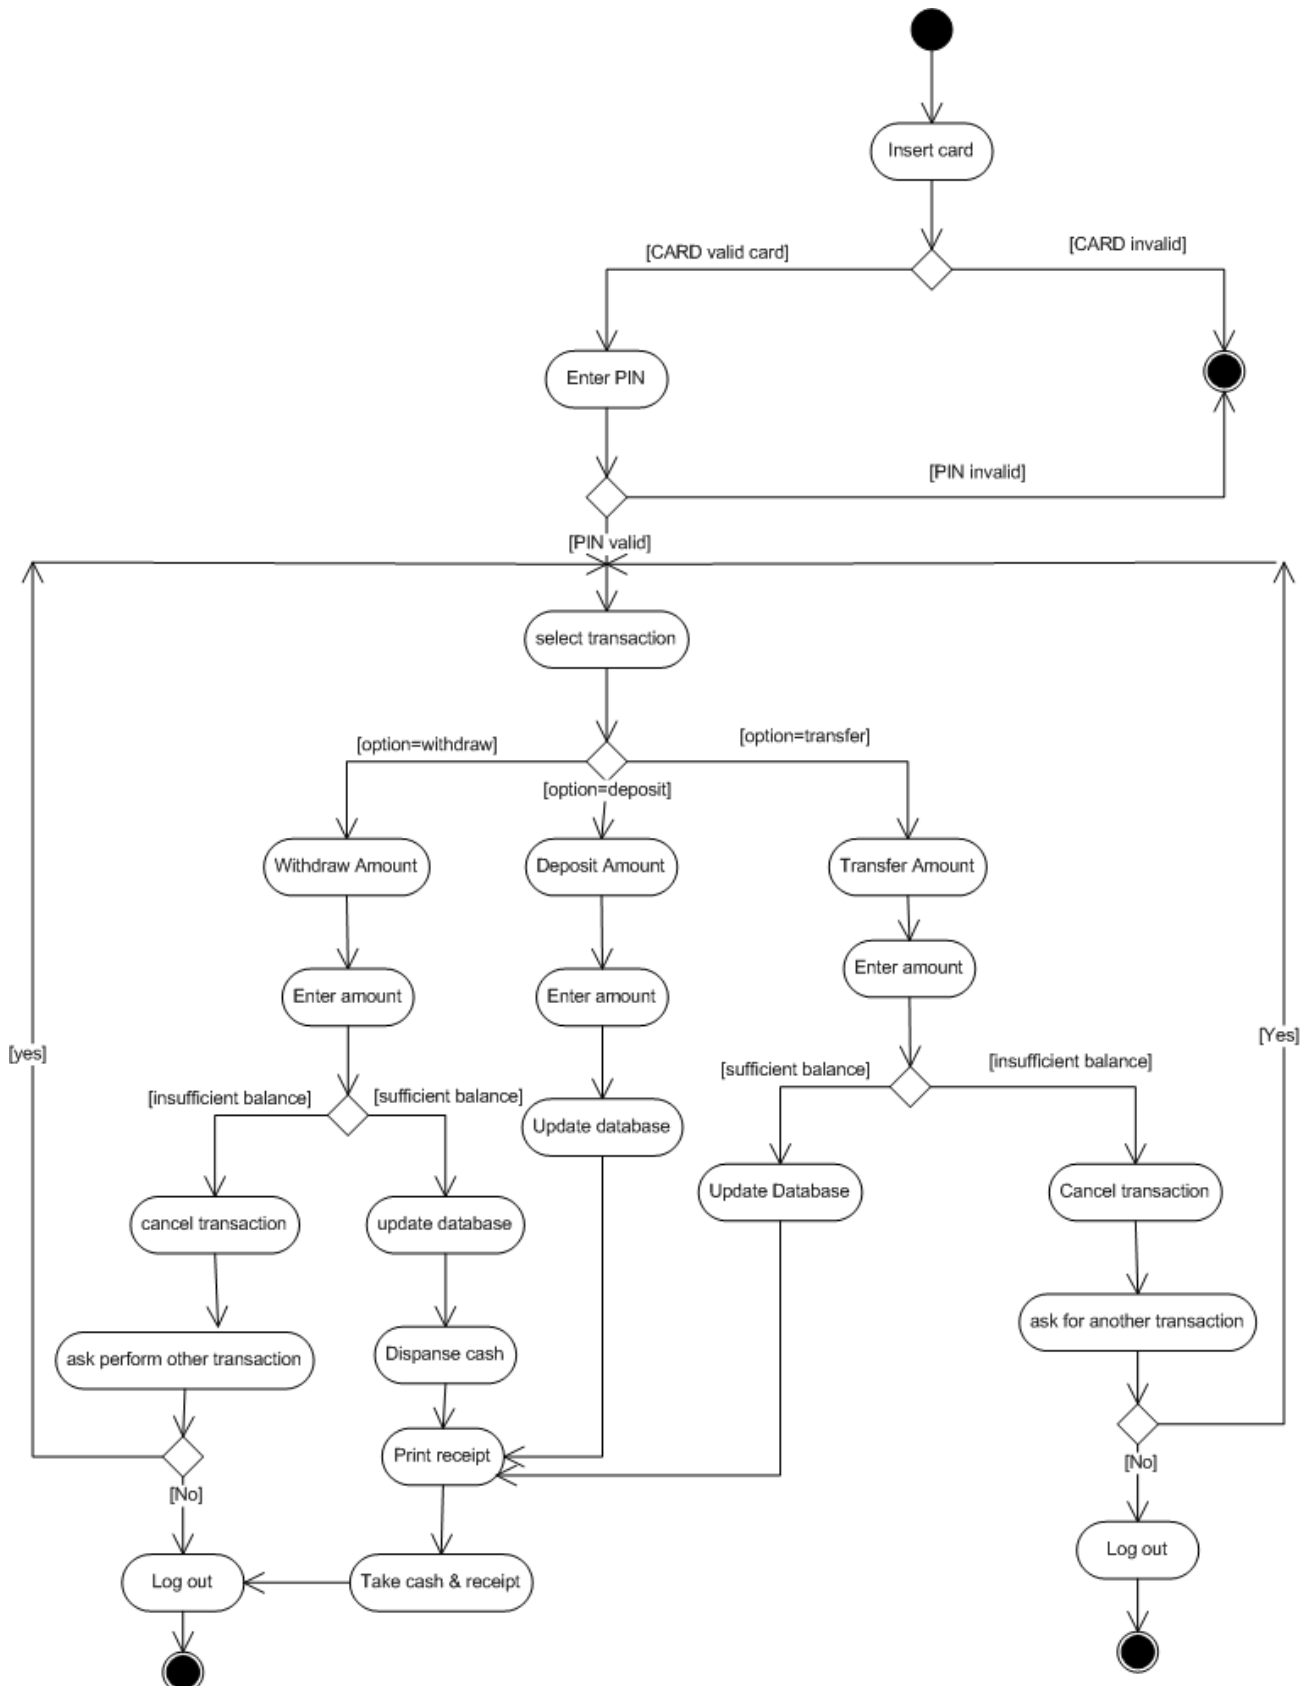 Insert card
[CARD valid card]
[CARD invalid]
Enter PIN
[PIN invalid]
[PIN valid]
select transaction
[option=withdraw]
[option=transfer]
[option=deposit]
Withdraw Amount
Deposit Amount
Transfer Amount
Enter amount
Enter amount
Enter amount
[yes]
[Yes]
[insufficient balance]
[sufficient balance]
[sufficient balance]
[insufficient balance]
Update database
Update Database
Cancel transaction
cancel transaction
update database
ask perform other transaction
Dispanse cash
ask for another transaction
Print receipt
[No]
[No]
Log out
Take cash & receipt
Log out